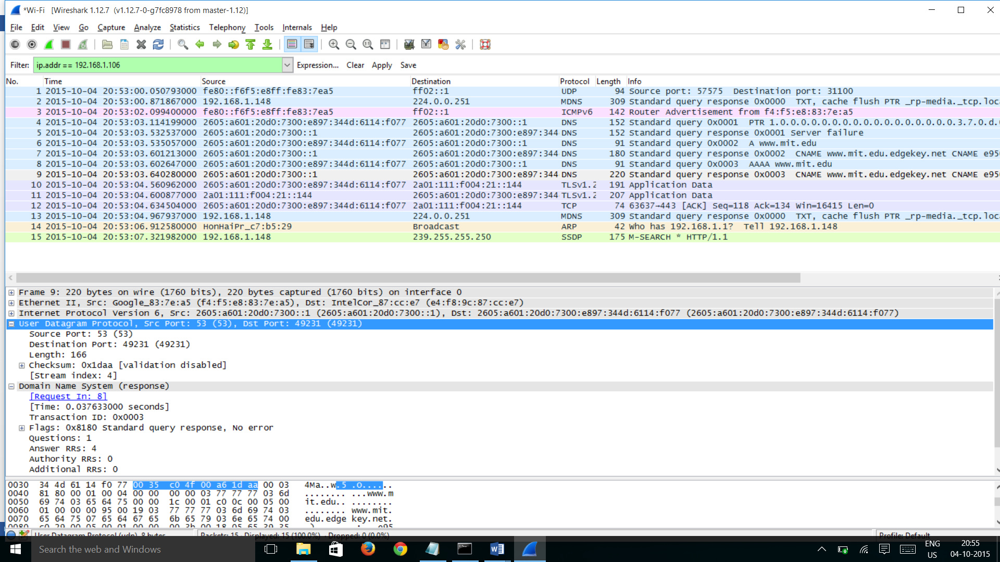 *Wi-Fi [Wireshark 1.12.7 (v1.12.7-0-g7fc8978 from master-1.12)]
File Edit View Go Capture Analyze Statistics Telephony Tools Internals Help
Filter: ip.addr == 192.168.1.106 Expression... Clear Apply Save
No. Time Source Destination Protocol Length Info
1 2015-10-04 20:53:00.050793000 fe80::f6f5:e8ff:fe83:7ea5 ff02::1 UDP 94 Source port: 57575 Destination port: 31100
2 2015-10-04 20:53:00.871867000 192.168.1.148 224.0.0.251 MDNS 309 Standard query response 0x0000 TXT, cache flush PTR _rp-media._tcp.loca
3 2015-10-04 20:53:02.099400000 fe80::f6f5:e8ff:fe83:7ea5 ff02::1 ICMPv6 142 Router Advertisement from f4:f5:e8:83:7e:a5
4 2015-10-04 20:53:03.114199000 2605:a601:20d0:7300:e897:344d:6114:f077 2605:a601:20d0:7300::1 DNS 152 Standard query 0x0001 PTR 1.0.0.0.0.0.0.0.0.0.0.0.0.0.0.0.0.0.3.7.0.d.
5 2015-10-04 20:53:03.532537000 2605:a601:20d0:7300::1 2605:a601:20d0:7300:e897:344 DNS 152 Standard query response 0x0001 Server failure
6 2015-10-04 20:53:03.535057000 2605:a601:20d0:7300:e897:344d:6114:f077 2605:a601:20d0:7300::1 DNS 91 Standard query 0x0002 A www.mit.edu
7 2015-10-04 20:53:03.601213000 2605:a601:20d0:7300::1 2605:a601:20d0:7300:e897:344 DNS 180 Standard query response 0x0002 CNAME www.mit.edu.edgekey.net CNAME e95
8 2015-10-04 20:53:03.602647000 2605:a601:20d0:7300:e897:344d:6114:f077 2605:a601:20d0:7300::1 DNS 91 Standard query 0x0003 AAAA www.mit.edu
9 2015-10-04 20:53:03.640280000 2605:a601:20d0:7300::1 2605:a601:20d0:7300:e897:344 DNS 220 Standard query response 0x0003 CNAME www.mit.edu.edgekey.net CNAME e95
10 2015-10-04 20:53:04.560962000 2605:a601:20d0:7300:e897:344d:6114:f077 2a01:111:f004:21::144 TLSv1.2 191 Application Data
11 2015-10-04 20:53:04.600877000 2a01:111:f004:21::144 2605:a601:20d0:7300:e897:344 TLSv1.2 207 Application Data
12 2015-10-04 20:53:04.634504000 2605:a601:20d0:7300:e897:344d:6114:f077 2a01:111:f004:21::144 TCP 74 63637→443 [ACK] Seq=118 Ack=134 Win=16415 Len=0
13 2015-10-04 20:53:04.967937000 192.168.1.148 224.0.0.251 MDNS 309 Standard query response 0x0000 TXT, cache flush PTR _rp-media._tcp.loca
14 2015-10-04 20:53:06.912580000 HonHaiPr_c7:b5:29 Broadcast ARP 42 Who has 192.168.1.1? Tell 192.168.1.148
15 2015-10-04 20:53:07.321982000 192.168.1.148 239.255.255.250 SSDP 175 M-SEARCH * HTTP/1.1
Frame 9: 220 bytes on wire (1760 bits), 220 bytes captured (1760 bits) on interface 0
Ethernet II, Src: Google_83:7e:a5 (f4:f5:e8:83:7e:a5), Dst: IntelCor_87:cc:e7 (e4:f8:9c:87:cc:e7)
Internet Protocol Version 6, Src: 2605:a601:20d0:7300::1 (2605:a601:20d0:7300::1), Dst: 2605:a601:20d0:7300:e897:344d:6114:f077 (2605:a601:20d0:7300:e897:344d:6114:f077)
User Datagram Protocol, Src Port: 53 (53), Dst Port: 49231 (49231)
Source Port: 53 (53)
Destination Port: 49231 (49231)
Length: 166
Checksum: 0x1daa [validation disabled]
[Stream index: 4]
Domain Name System (response)
[Request In: 8]
[Time: 0.037633000 seconds]
Transaction ID: 0x0003
Flags: 0x8180 Standard query response, No error
Questions: 1
Answer RRs: 4
Authority RRs: 0
Additional RRs: 0
0030 34 4d 61 14 f0 77 00 35 c0 4f 00 a6 1d aa 00 03 4Ma..w.5 .O......
0040 81 80 00 01 00 04 00 00 00 00 03 77 77 77 03 6d ........ ...www.m
0050 69 74 03 65 64 75 00 00 1c 00 01 c0 0c 00 05 00 it.edu.. ........
0060 01 00 00 00 95 00 19 03 77 77 77 03 6d 69 74 03 ........ www.mit.
0070 65 64 75 07 65 64 67 65 6b 65 79 03 6e 65 74 00 edu.edge key.net.
0080 c0 29 00 05 00 01 00 00 00 3b 00 18 05 65 39 35 .)...... .;...e95
User Datagram Protocol (udp), 8 bytes Packets: 15 · Displayed: 15 (100.0%) · Dropped: 0 (0.0%) Profile: Default
Search the web and Windows
ENG
US
20:55
04-10-2015